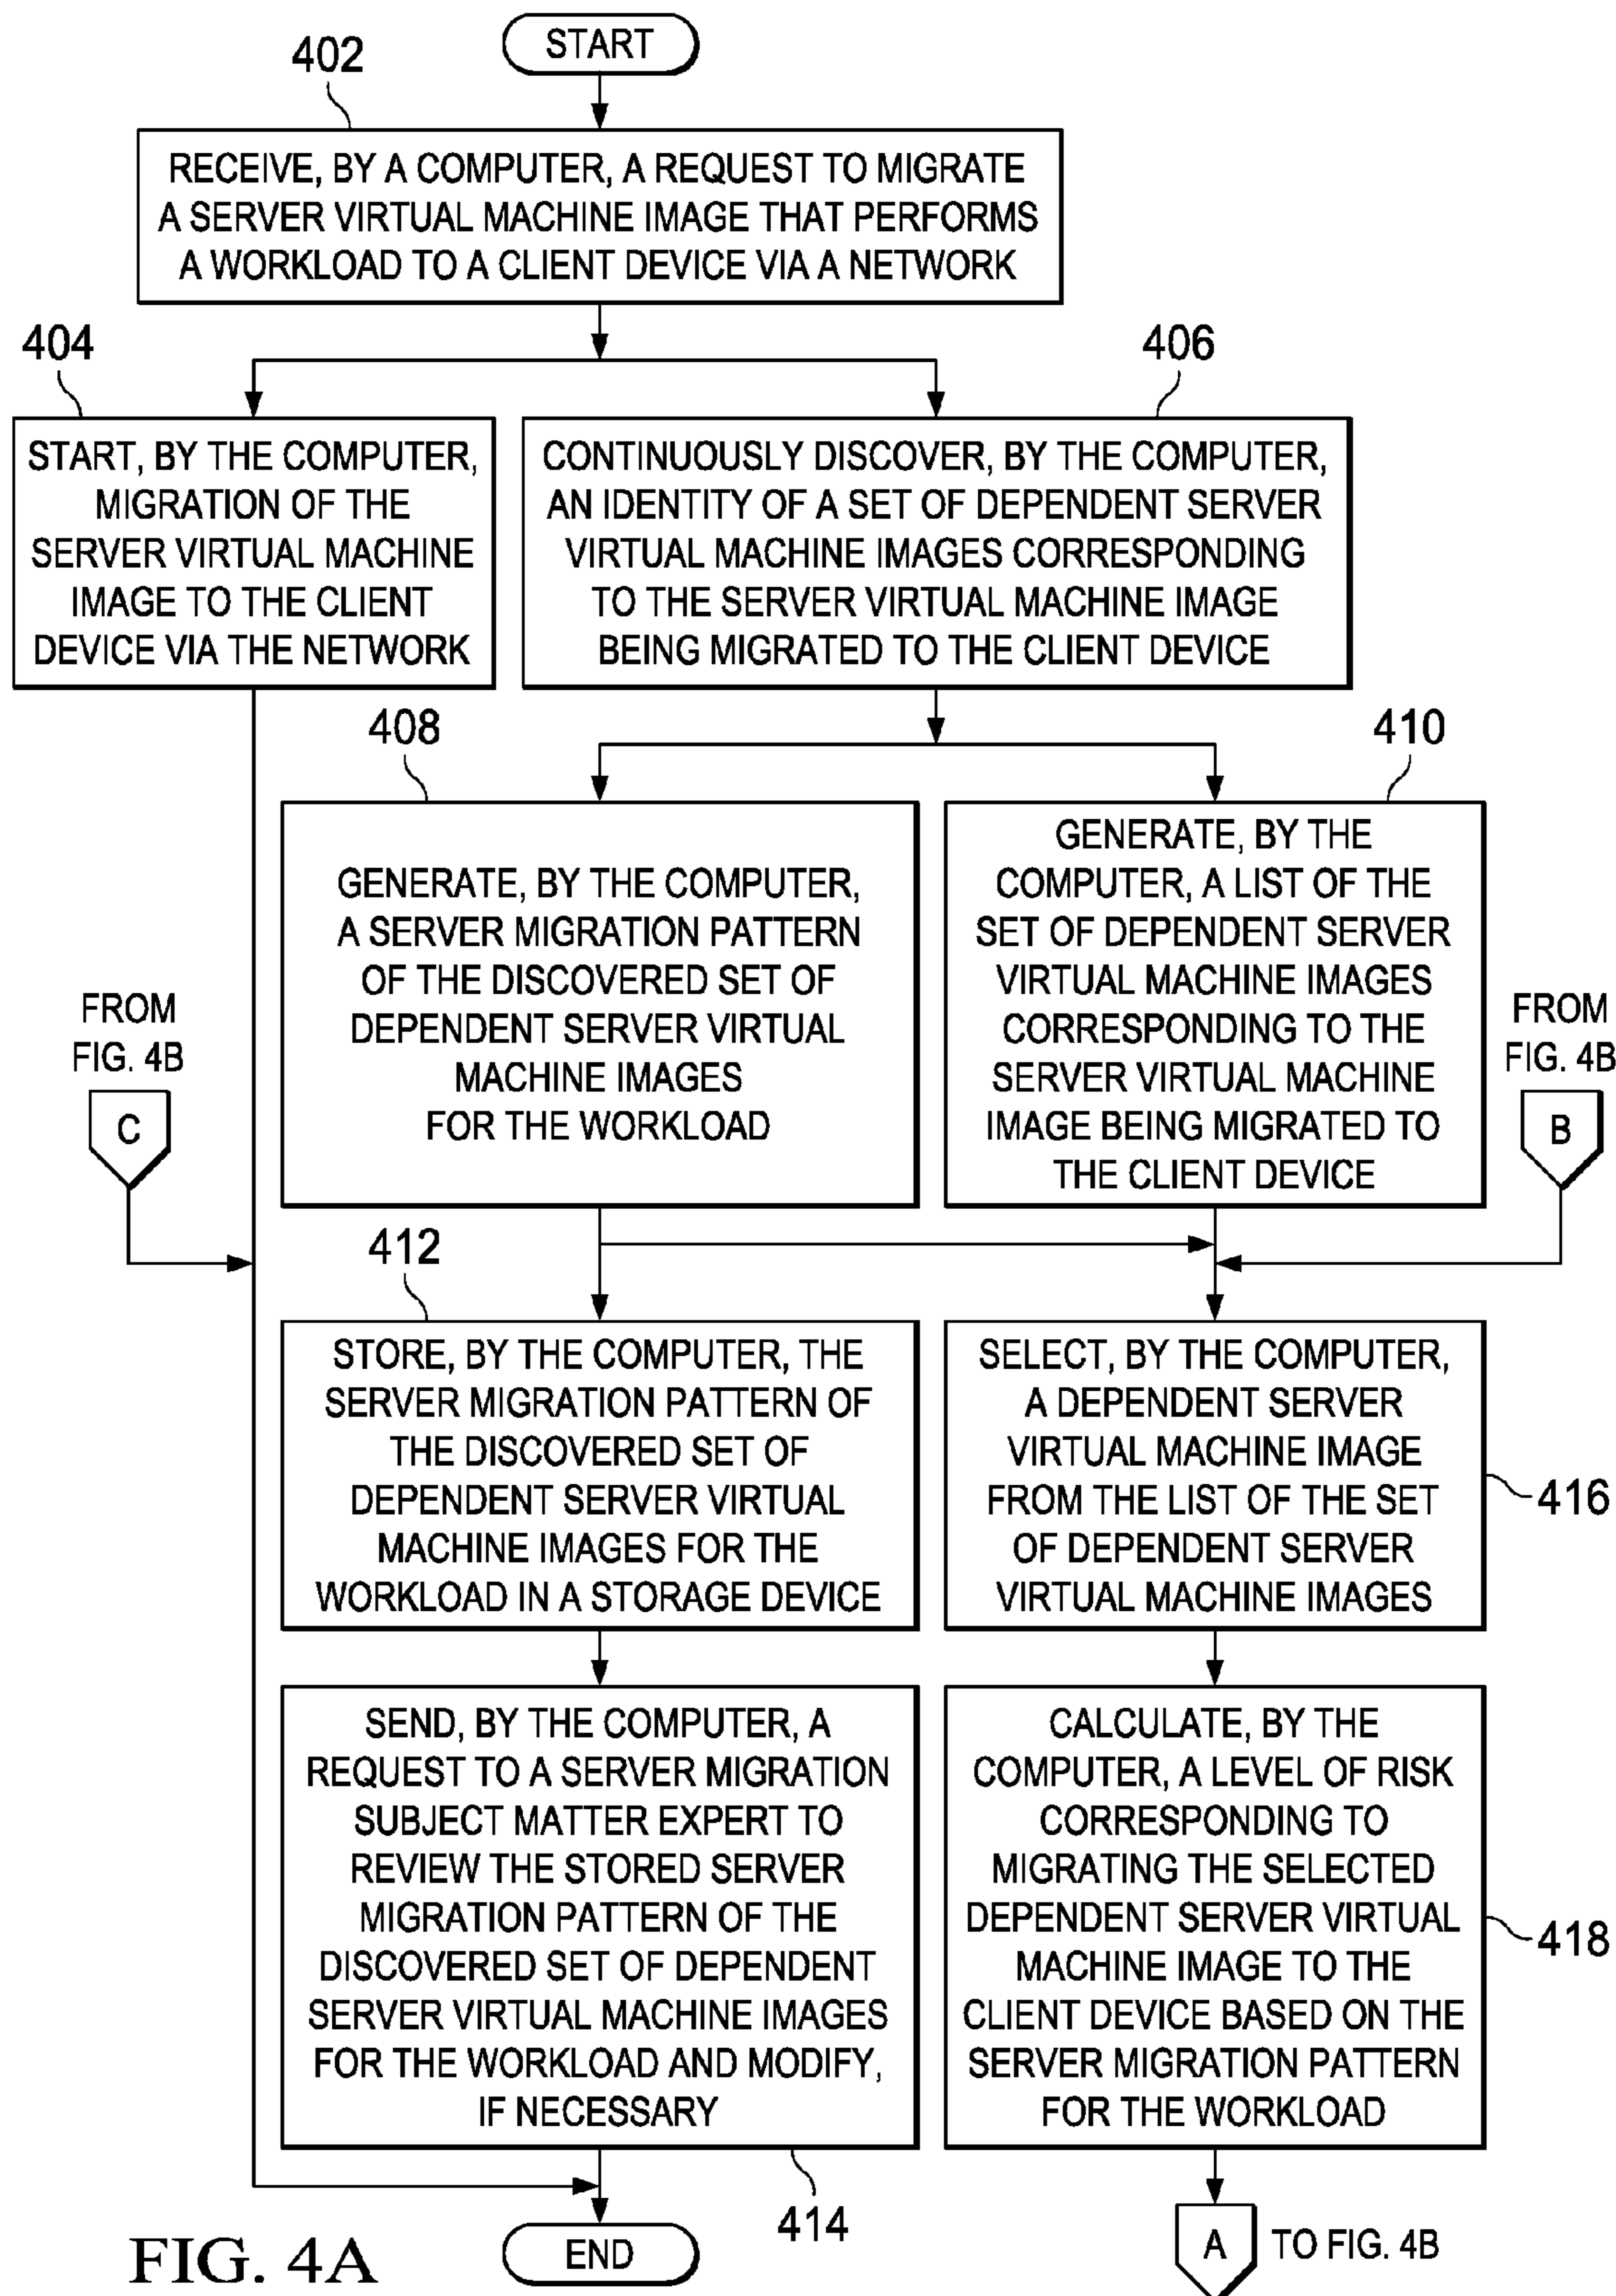 START
402
RECEIVE, BY A COMPUTER, A REQUEST TO MIGRATE
A SERVER VIRTUAL MACHINE IMAGE THAT PERFORMS
A WORKLOAD TO A CLIENT DEVICE VIA A NETWORK
404
START, BY THE COMPUTER,
MIGRATION OF THE
SERVER VIRTUAL MACHINE
IMAGE TO THE CLIENT
DEVICE VIA THE NETWORK
406
CONTINUOUSLY DISCOVER, BY THE COMPUTER,
AN IDENTITY OF A SET OF DEPENDENT SERVER
VIRTUAL MACHINE IMAGES CORRESPONDING
TO THE SERVER VIRTUAL MACHINE IMAGE
BEING MIGRATED TO THE CLIENT DEVICE
408
GENERATE, BY THE COMPUTER,
A SERVER MIGRATION PATTERN
OF THE DISCOVERED SET OF
DEPENDENT SERVER VIRTUAL
MACHINE IMAGES
FOR THE WORKLOAD
410
GENERATE, BY THE
COMPUTER, A LIST OF THE
SET OF DEPENDENT SERVER
VIRTUAL MACHINE IMAGES
CORRESPONDING TO THE
SERVER VIRTUAL MACHINE
IMAGE BEING MIGRATED TO
THE CLIENT DEVICE
FROM
FIG. 4B
C
FROM
FIG. 4B
B
412
STORE, BY THE COMPUTER, THE
SERVER MIGRATION PATTERN OF
THE DISCOVERED SET OF
DEPENDENT SERVER VIRTUAL
MACHINE IMAGES FOR THE
WORKLOAD IN A STORAGE DEVICE
SELECT, BY THE COMPUTER,
A DEPENDENT SERVER
VIRTUAL MACHINE IMAGE
FROM THE LIST OF THE SET
OF DEPENDENT SERVER
VIRTUAL MACHINE IMAGES
416
SEND, BY THE COMPUTER, A
REQUEST TO A SERVER MIGRATION
SUBJECT MATTER EXPERT TO
REVIEW THE STORED SERVER
MIGRATION PATTERN OF THE
DISCOVERED SET OF DEPENDENT
SERVER VIRTUAL MACHINE IMAGES
FOR THE WORKLOAD AND MODIFY,
IF NECESSARY
414
CALCULATE, BY THE
COMPUTER, A LEVEL OF RISK
CORRESPONDING TO
MIGRATING THE SELECTED
DEPENDENT SERVER VIRTUAL
MACHINE IMAGE TO THE
CLIENT DEVICE BASED ON THE
SERVER MIGRATION PATTERN
FOR THE WORKLOAD
418
END
A
TO FIG. 4B
FIG. 4A